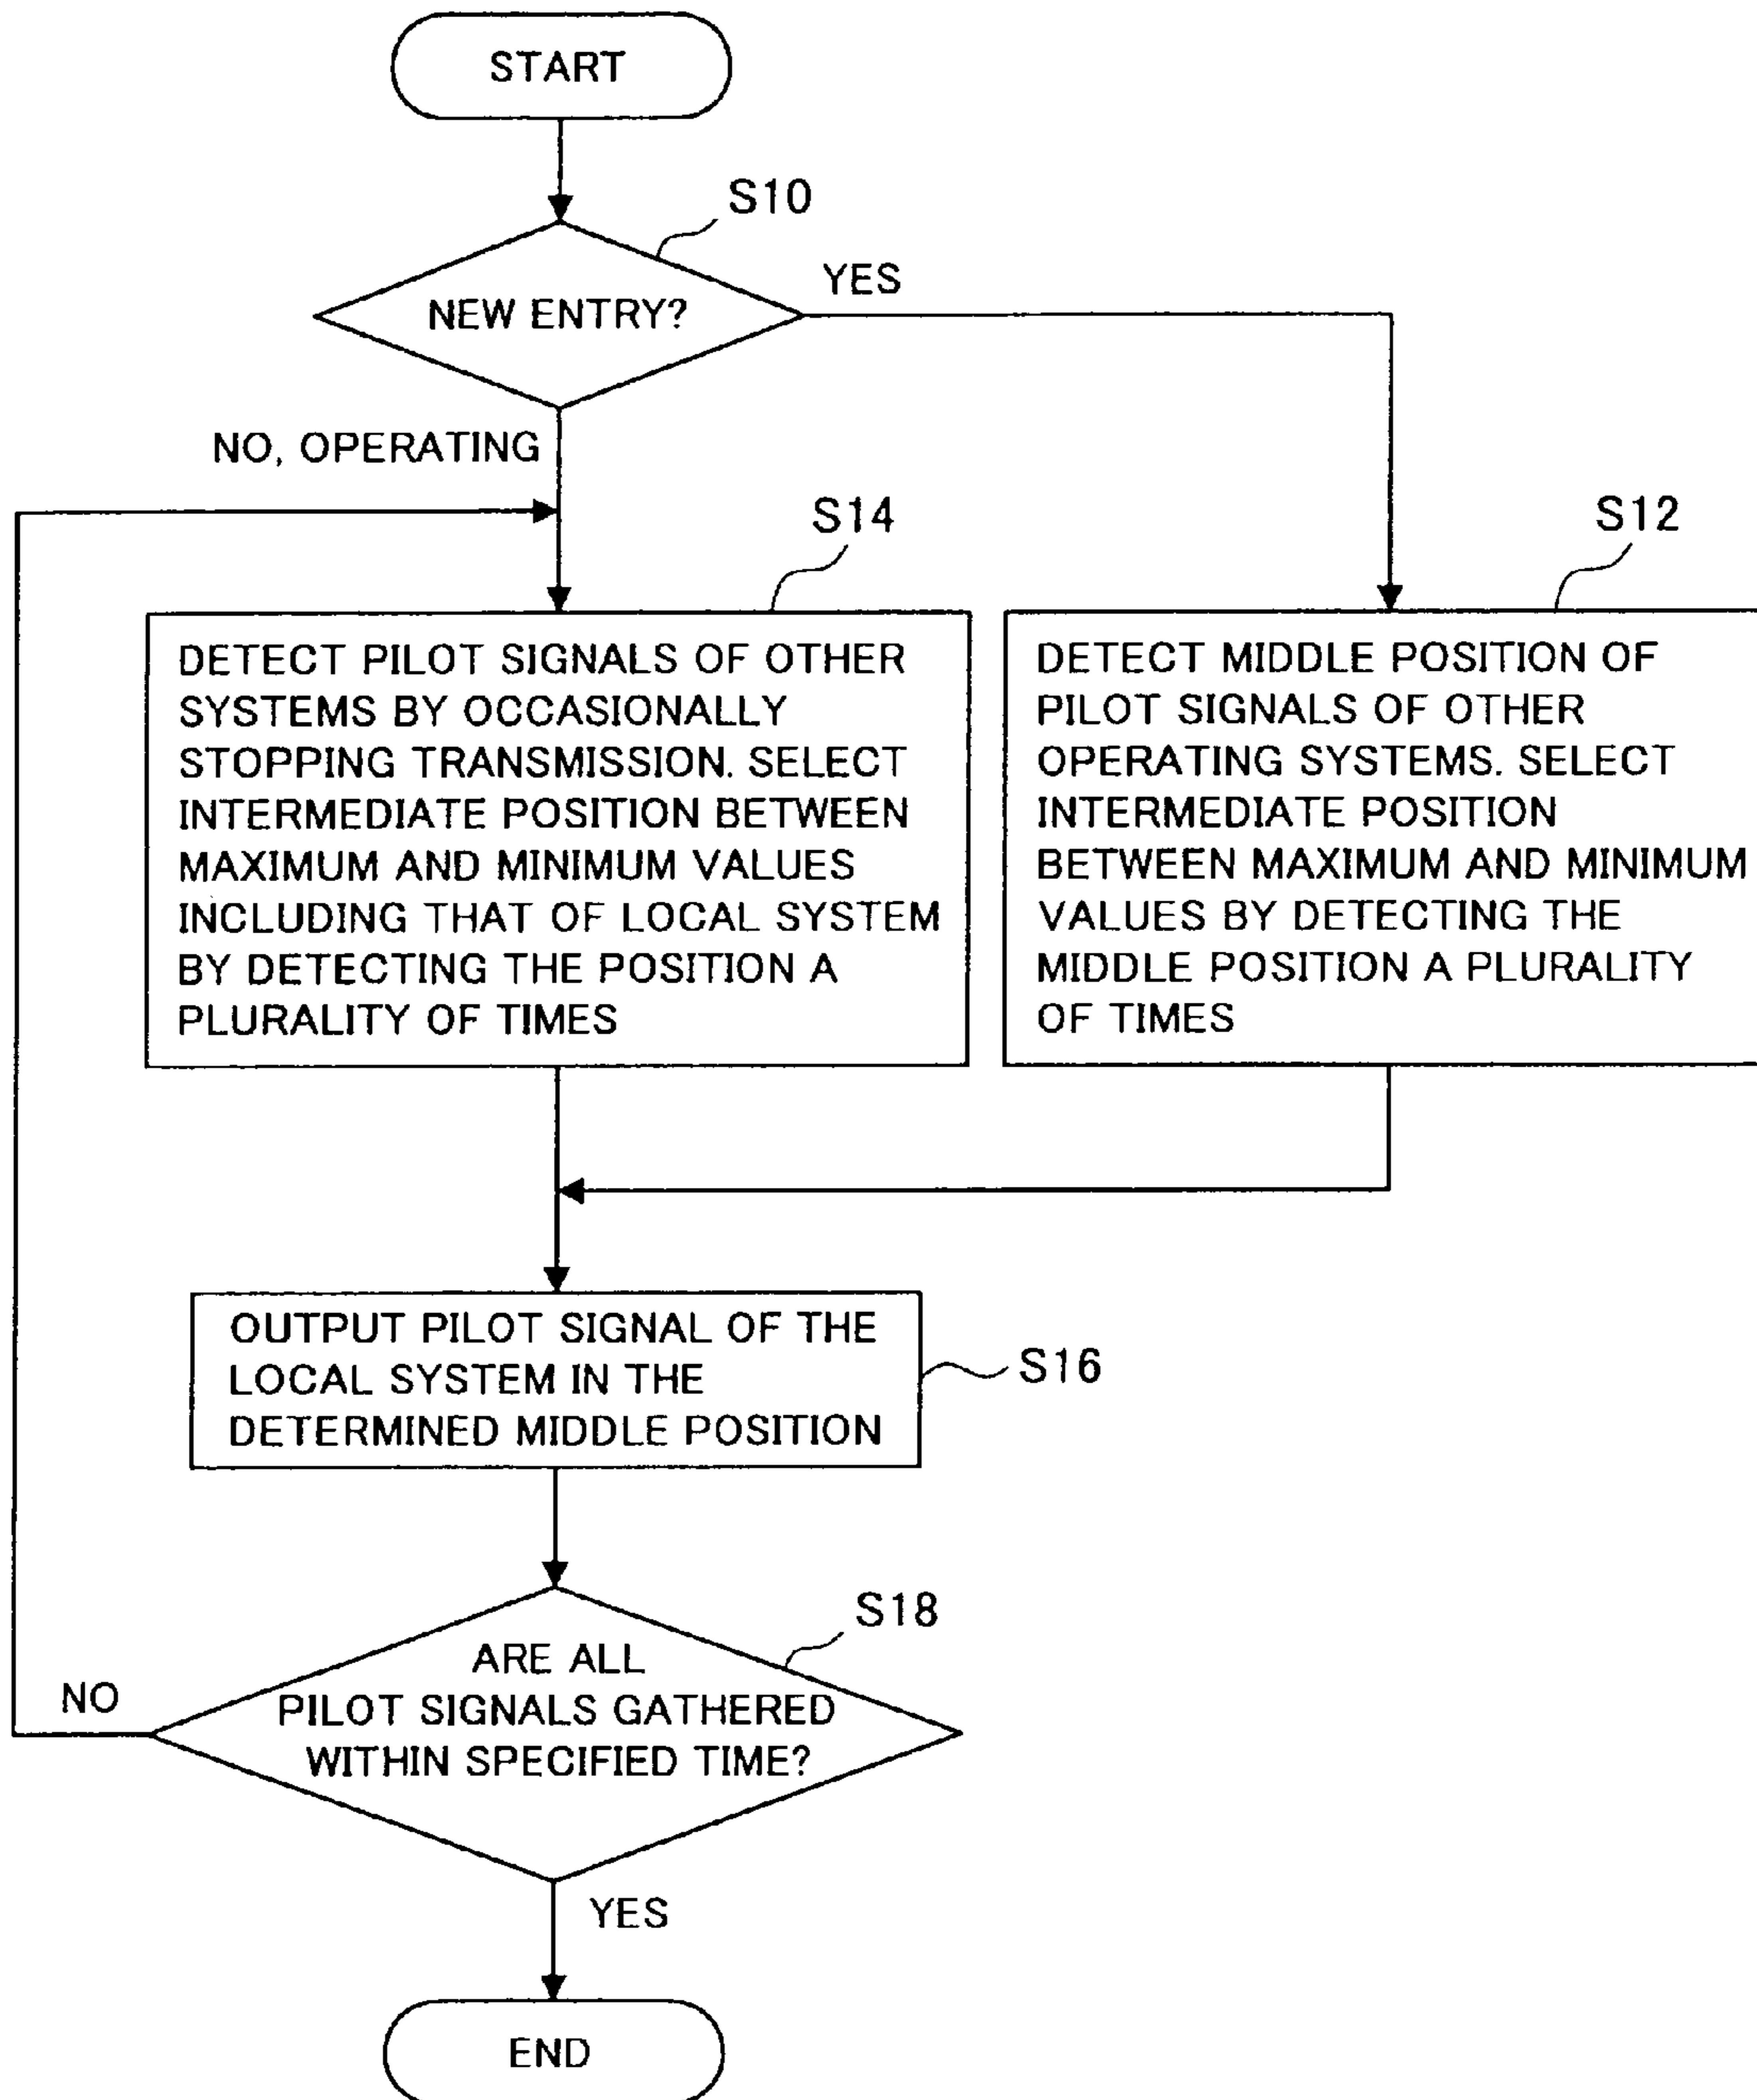 START
S10
NEW ENTRY?
YES
NO, OPERATING
S14
DETECT PILOT SIGNALS OF OTHER
SYSTEMS BY OCCASIONALLY
STOPPING TRANSMISSION. SELECT
INTERMEDIATE POSITION BETWEEN
MAXIMUM AND MINIMUM VALUES
INCLUDING THAT OF LOCAL SYSTEM
BY DETECTING THE POSITION A
PLURALITY OF TIMES
S12
DETECT MIDDLE POSITION OF
PILOT SIGNALS OF OTHER
OPERATING SYSTEMS. SELECT
INTERMEDIATE POSITION
BETWEEN MAXIMUM AND MINIMUM
VALUES BY DETECTING THE
MIDDLE POSITION A PLURALITY
OF TIMES
OUTPUT PILOT SIGNAL OF THE
LOCAL SYSTEM IN THE
DETERMINED MIDDLE POSITION
S16
S18
ARE ALL
PILOT SIGNALS GATHERED
WITHIN SPECIFIED TIME?
NO
YES
END